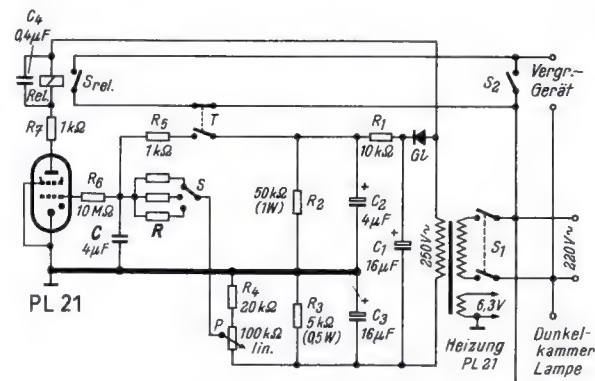 C4
0,4µF
Rel.
Srel.
S2
Vergr.-
Gerät
R7
1kΩ
R5
1kΩ
T
R1
10kΩ
Gl
R6
10MΩ
S
R
C
4µF
50kΩ
(1W)
R2
+
C2
4µF
+
C1
16µF
250V~
S1
220V~
PL 21
R4
20kΩ
P
100kΩ
lin.
R3
5kΩ
(0,5W)
+
C3
16µF
6,3V
Heizung
PL21
Dunkel-
kammer
Lampe